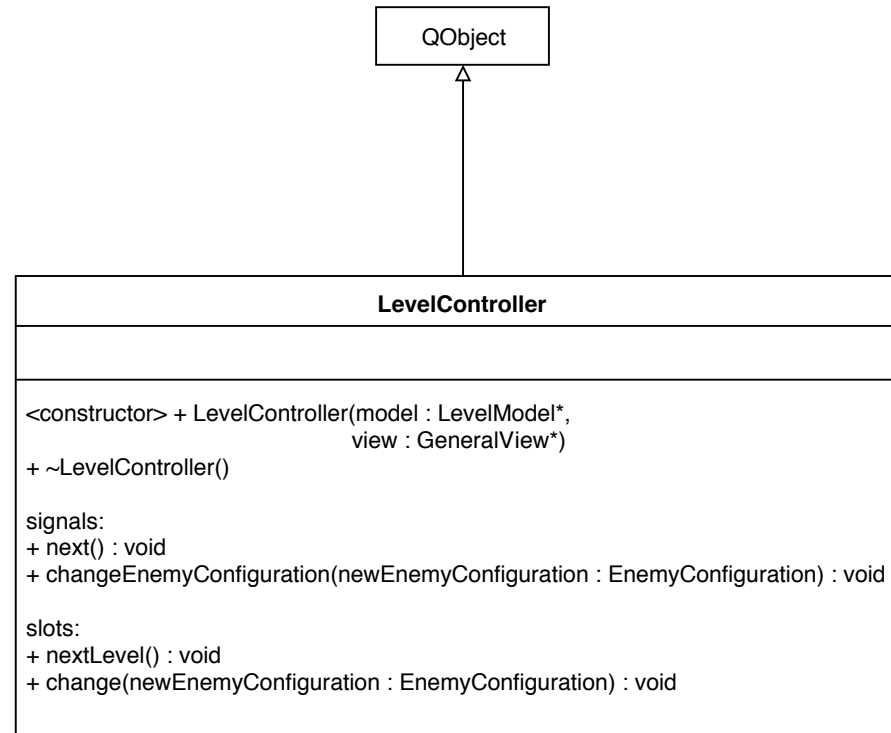 QObject
LevelController
<constructor> + LevelController(model : LevelModel*,
view : GeneralView*)
+ ~LevelController()
signals:
+ next() : void
+ changeEnemyConfiguration(newEnemyConfiguration : EnemyConfiguration) : void
slots:
+ nextLevel() : void
+ change(newEnemyConfiguration : EnemyConfiguration) : void